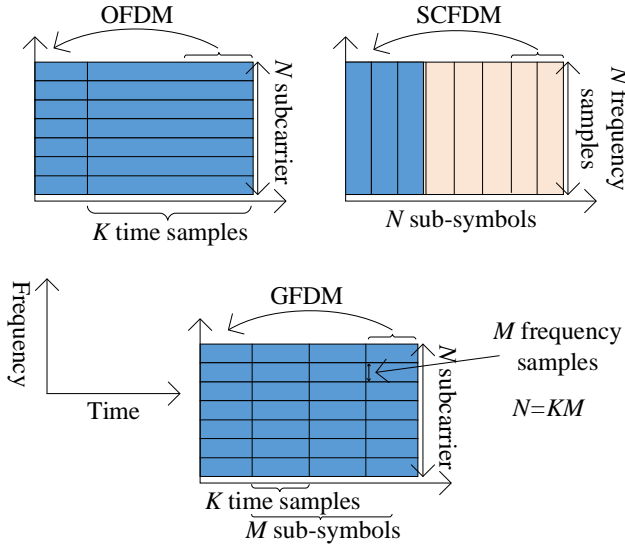 OFDM
N subcarrier
K time samples
SCFDM
N frequency
samples
N sub-symbols
Frequency
Time
GFDM
N subcarrier
M frequency
samples
N=KM
K time samples
M sub-symbols